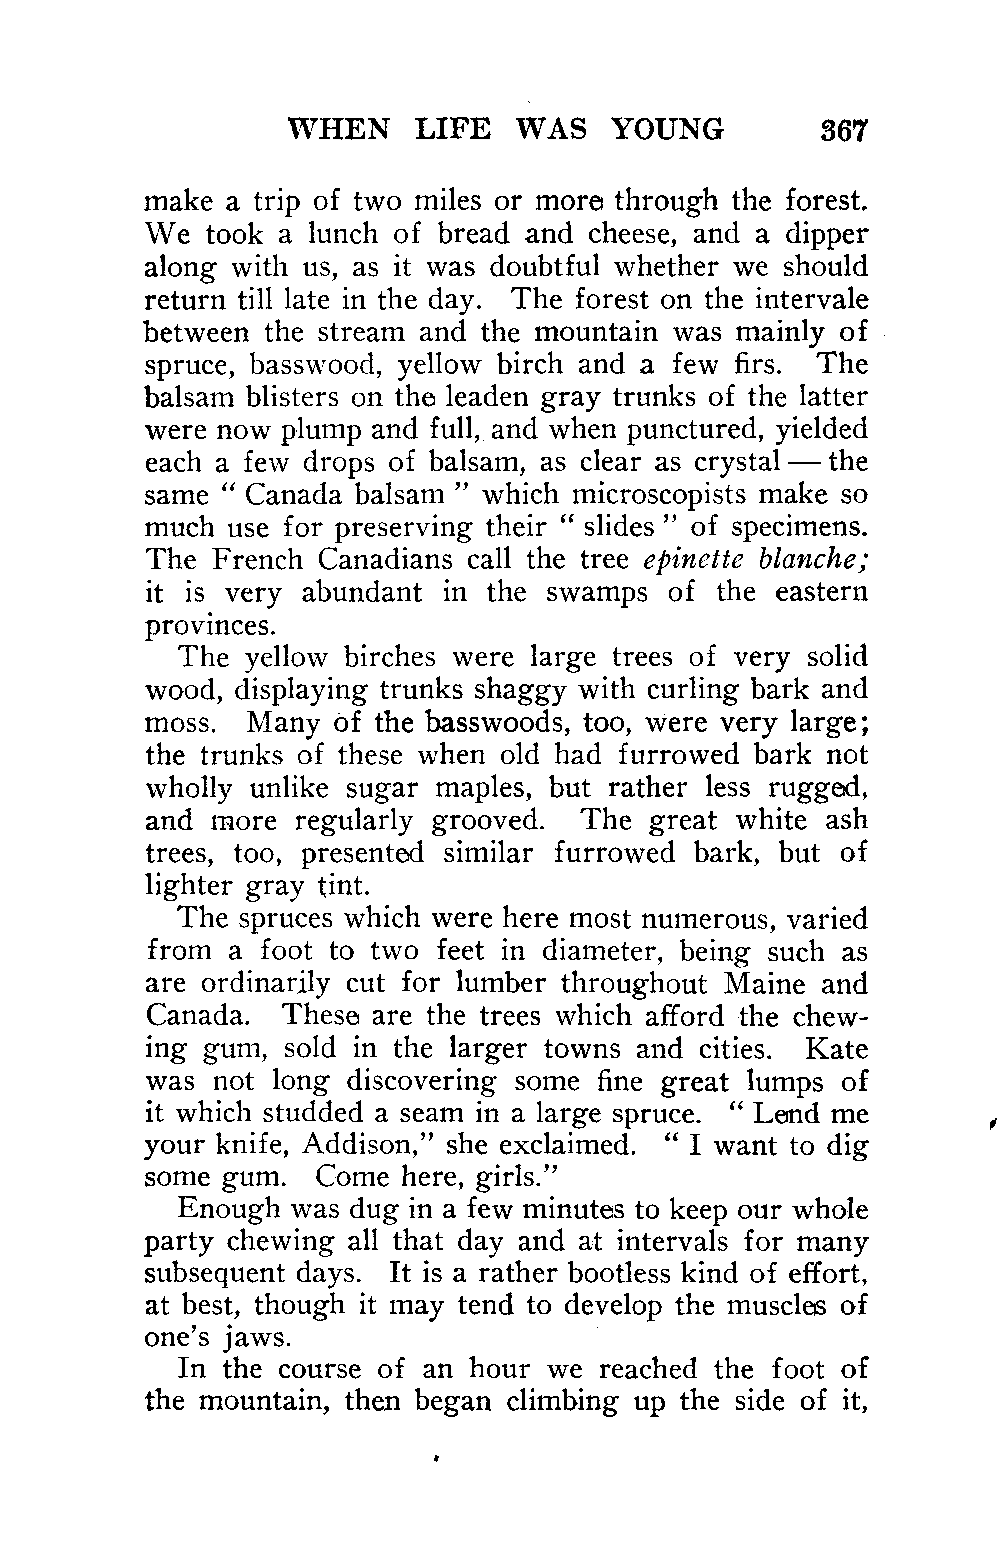 WHEN LIFE WAS YOUNG 367
make a trip of two miles or more through the forest.
We took a lunch of bread and cheese, and a dipper
along with us, as it was doubtful whether we should
return till late in the day. The forest on the intervale
between the stream and the mountain was mainly of
spruce, basswood, yellow birch and a few firs. The
balsam blisters on the leaden gray trunks of the latter
were now plump and full, and when punctured, yielded
each a few drops of balsam, as clear as crystal — the
same " Canada balsam " which microscopists make so
much use for preserving their " slides " of specimens.
The French Canadians call the tree epinette blanche;
it is very abundant in the swamps of the eastern
provinces.
The yellow birches were large trees of very solid
wood, displaying trunks shaggy with curling bark and
moss. Many of the basswoods, too, were very large;
the trunks of these when old had furrowed bark not
wholly unlike sugar maples, but rather less rugged,
and more regularly grooved. The great white ash
trees, too, presented similar furrowed bark, but of
lighter gray tint.
The spruces which were here most numerous, varied
from a foot to two feet in diameter, being such as
are ordinarily cut for lumber throughout Maine and
Canada. These are the trees which afford the chew-
ing gum, sold in the larger towns and cities. Kate
was not long discovering some fine great lumps of
it which studded a seam in a large spruce. " Lend me
your knife, Addison," she exclaimed. " I want to dig
some gum. Come here, girls."
Enough was dug in a few minutes to keep our whole
party chewing all that day and at intervals for many
subsequent days. It is a rather bootless kind of effort,
at best, though it may tend to develop the muscles of
one's jaws.
In the course of an hour we reached the foot of
the mountain, then began climbing up the side of it,